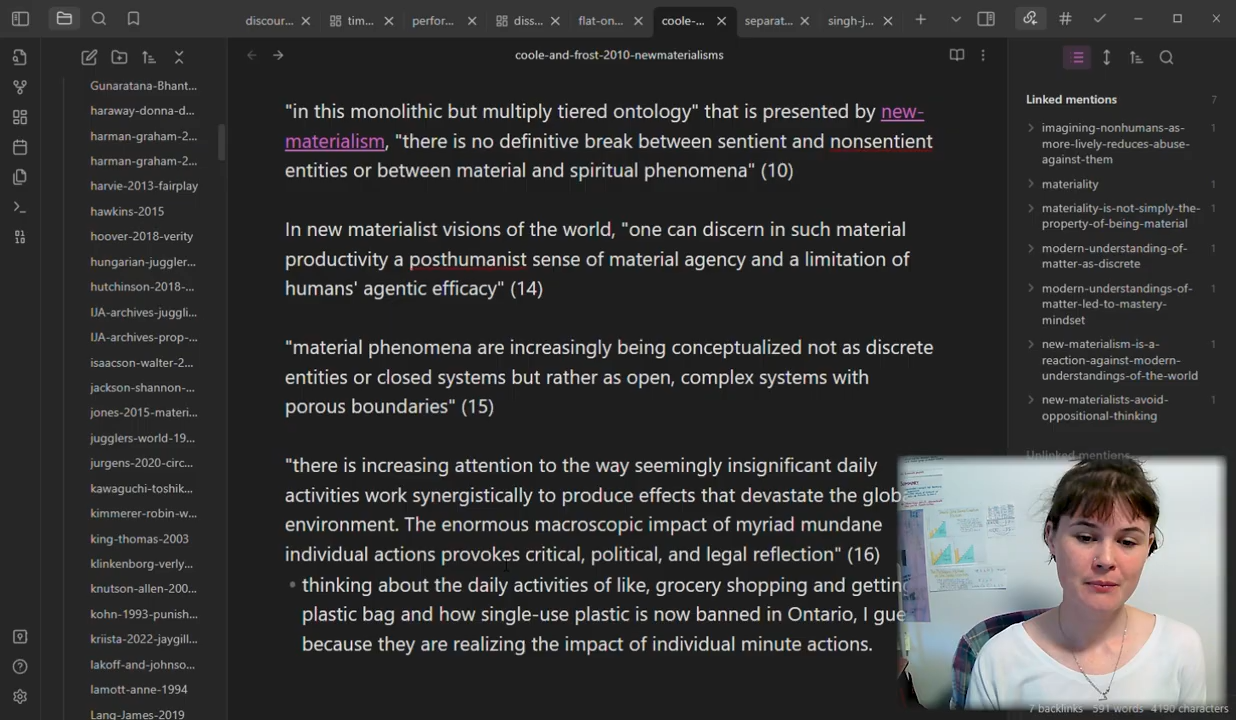 discour...
tim...
perfor...
diss...
flat-on...
coole-...
separat...
singh-j...
coole-and-frost-2010-newmaterialisms
Gunaratana-Bhant...
haraway-donna-d...
harman-graham-2...
harman-graham-2...
harvie-2013-fairplay
hawkins-2015
hoover-2018-verity
hungarian-juggler...
hutchinson-2018-...
IJA-archives-juggli...
IJA-archives-prop-...
isaacson-walter-2...
jackson-shannon-...
jones-2015-materi...
jugglers-world-19...
jurgens-2020-circ...
kawaguchi-toshik...
kimmerer-robin-w...
king-thomas-2003
klinkenborg-verly...
knutson-allen-200...
kohn-1993-punish...
kriista-2022-jaygill...
lakoff-and-johnso...
lamott-anne-1994
Lang-James-2019
"in this monolithic but multiply tiered ontology" that is presented by new-
materialism, "there is no definitive break between sentient and nonsentient
entities or between material and spiritual phenomena" (10)
In new materialist visions of the world, "one can discern in such material
productivity a posthumanist sense of material agency and a limitation of
humans' agentic efficacy" (14)
"material phenomena are increasingly being conceptualized not as discrete
entities or closed systems but rather as open, complex systems with
porous boundaries" (15)
"there is increasing attention to the way seemingly insignificant daily
activities work synergistically to produce effects that devastate the glob
environment. The enormous macroscopic impact of myriad mundane
individual actions provokes critical, political, and legal reflection" (16)
thinking about the daily activities of like, grocery shopping and gettin
plastic bag and how single-use plastic is now banned in Ontario, I gue
because they are realizing the impact of individual minute actions.
Linked mentions 7
imagining-nonhumans-as- 1
more-lively-reduces-abuse-
against-them
materiality 1
materiality-is-not-simply-the- 1
property-of-being-material
modern-understanding-of- 1
matter-as-discrete
modern-understandings-of- 1
matter-led-to-mastery-
mindset
new-materialism-is-a- 1
reaction-against-modern-
understandings-of-the-world
new-materialists-avoid- 1
oppositional-thinking
Unlinked mentions
7 backlinks 591 words 4190 characters